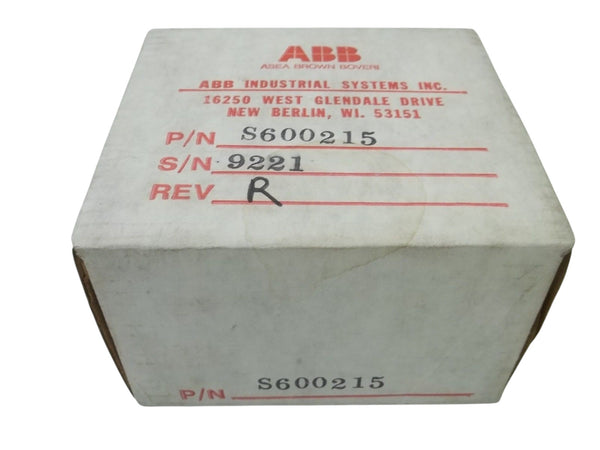 ABB
ASEA BROWN BOVERI
ABB INDUSTRIAL SYSTEMS INC.
16250 WEST GLENDALE DRIVE
NEW BERLIN, WI. 53151
P/N S600215
S/N 9221
REV R
P/N S600215